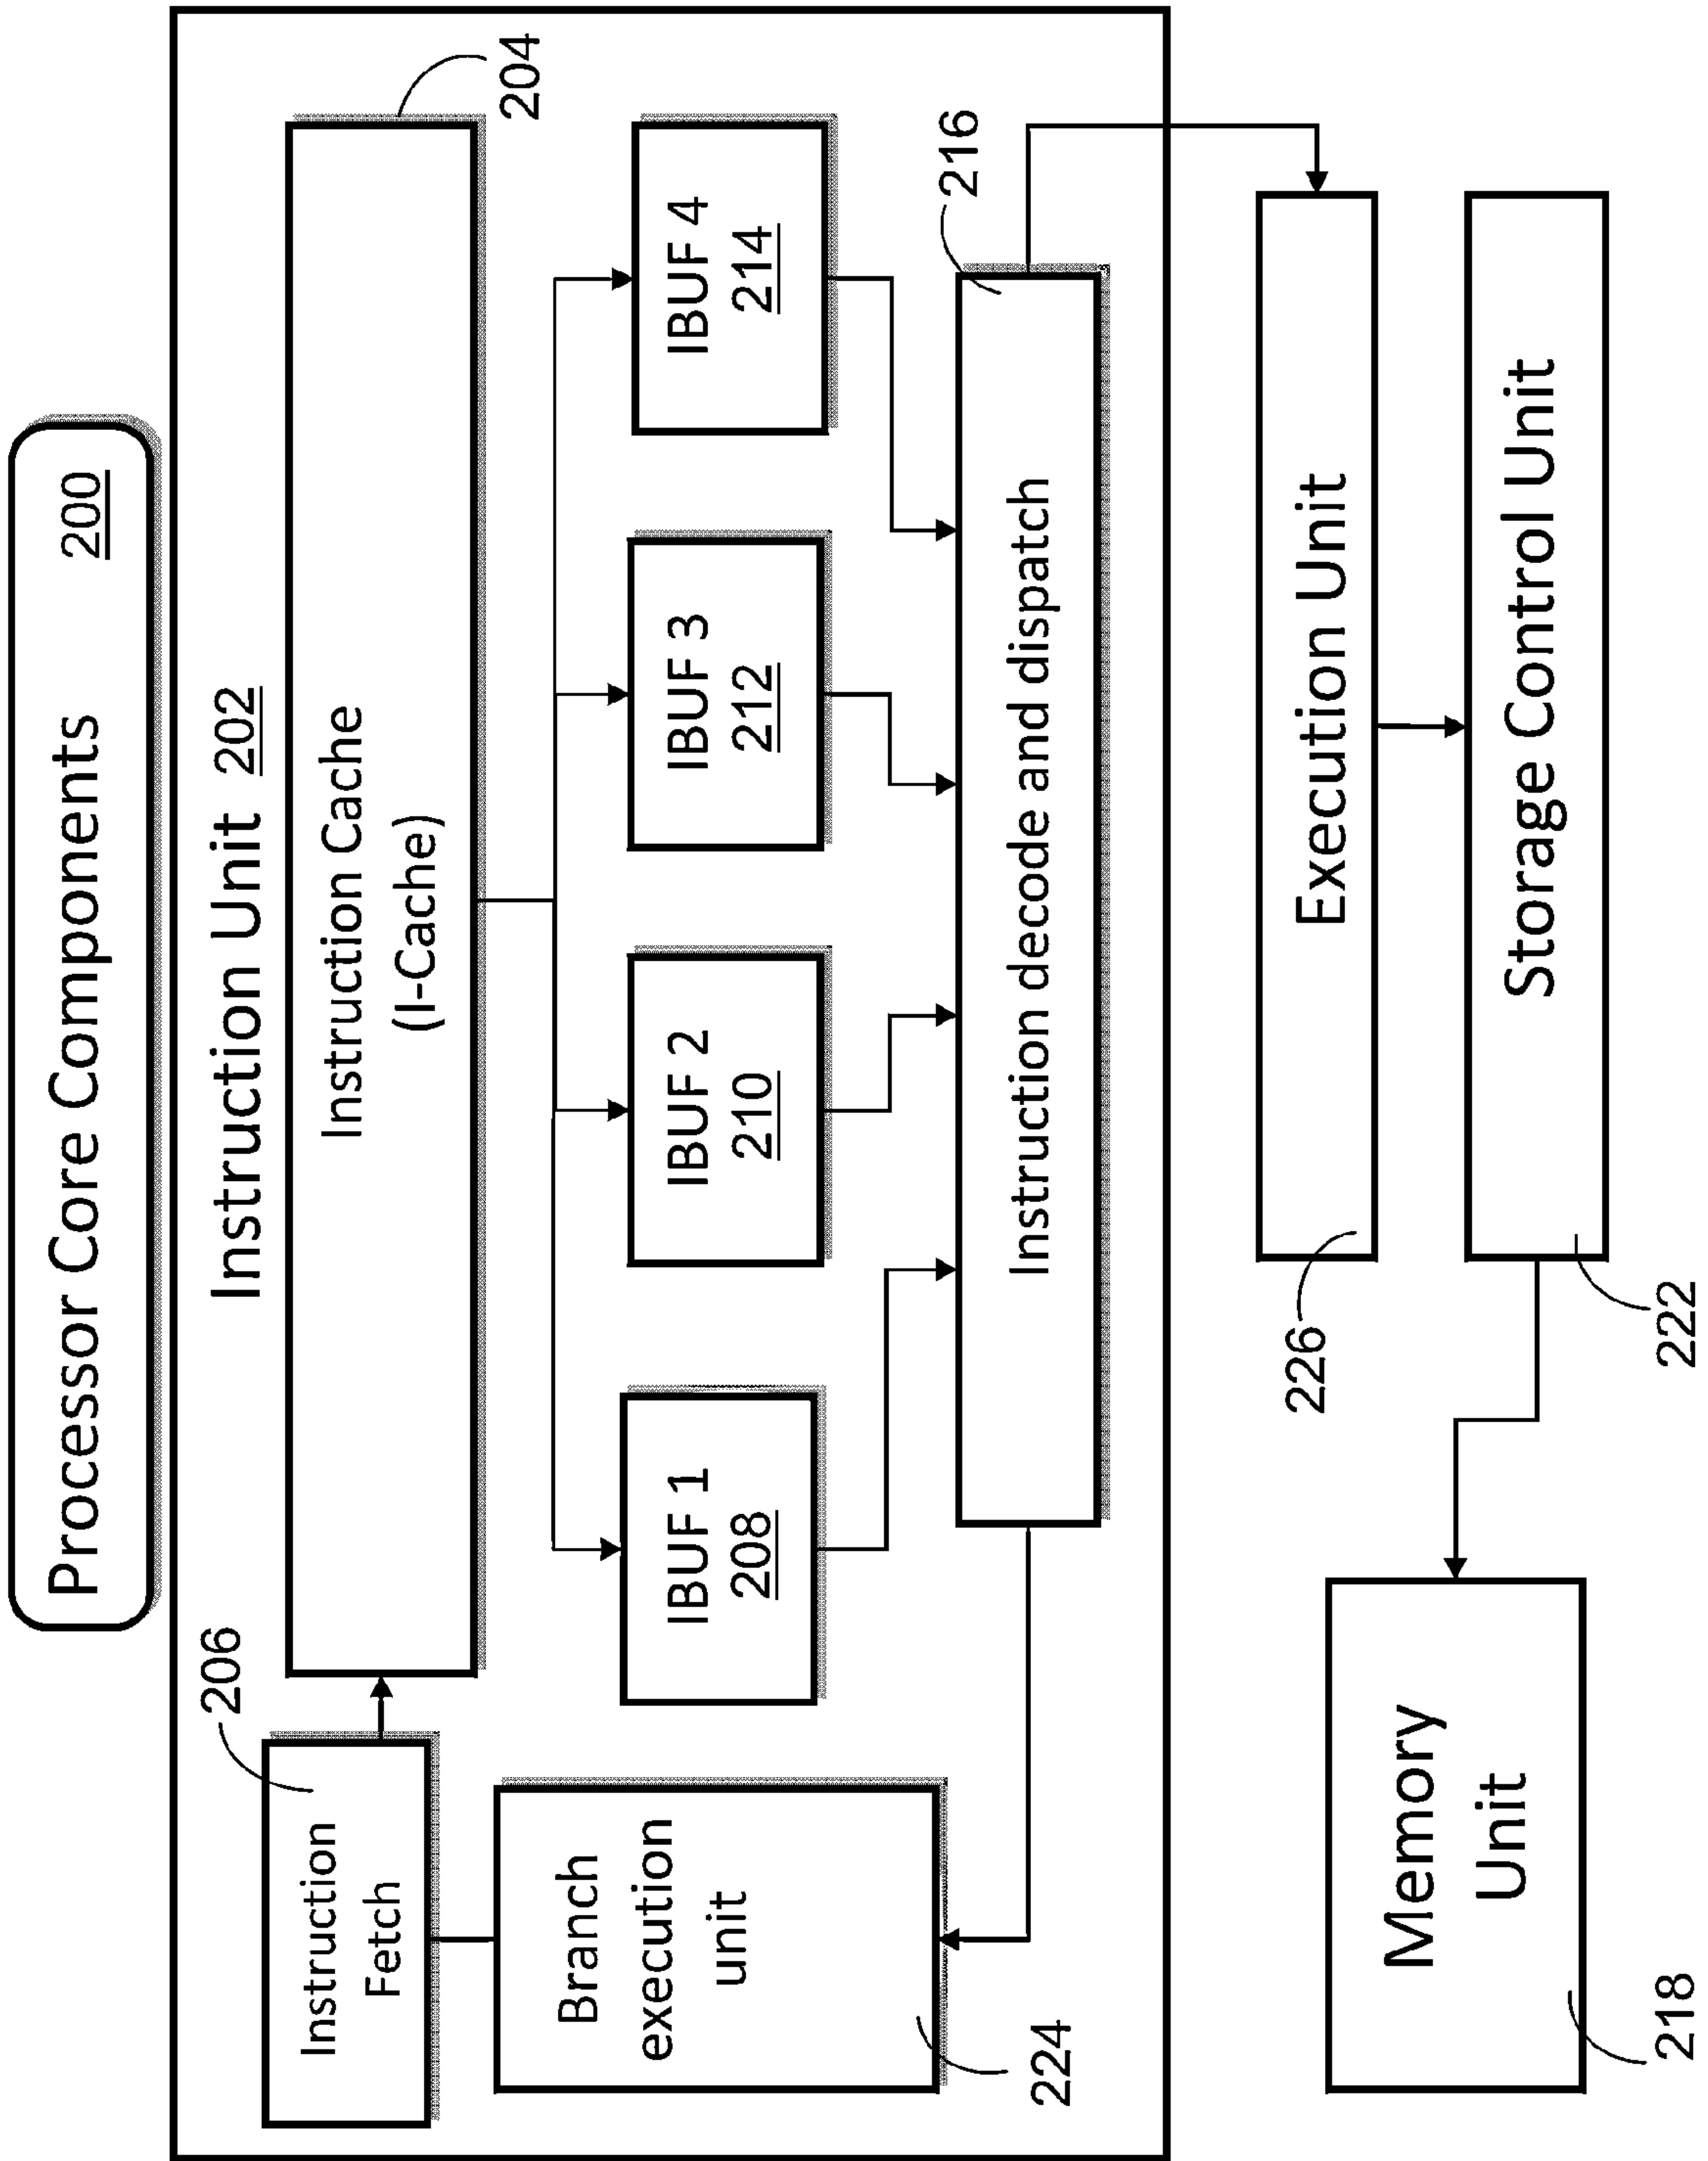 Processor Core Components 200
Instruction Unit 202
206
Instruction
Fetch
Instruction Cache
(I-Cache)
204
Branch
execution
unit
224
IBUF 1
208
IBUF 2
210
IBUF 3
212
IBUF 4
214
216
Instruction decode and dispatch
Execution Unit
226
Storage Control Unit
222
Memory
Unit
218